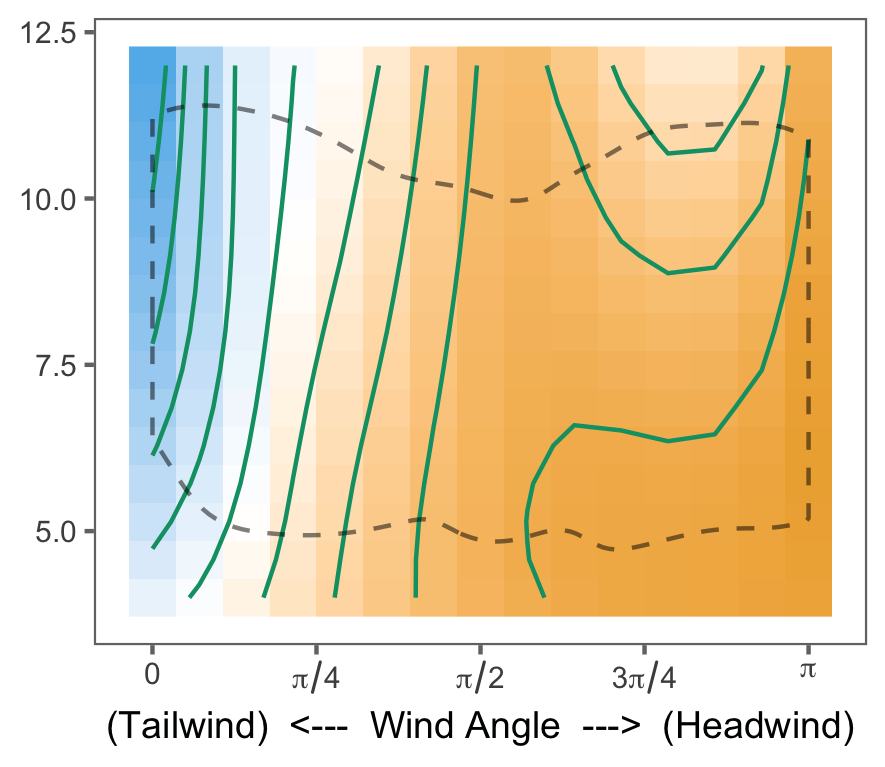 12.5
10.0
7.5
5.0
0 π/4 π/2 3π/4 π
(Tailwind) <--- Wind Angle ---> (Headwind)